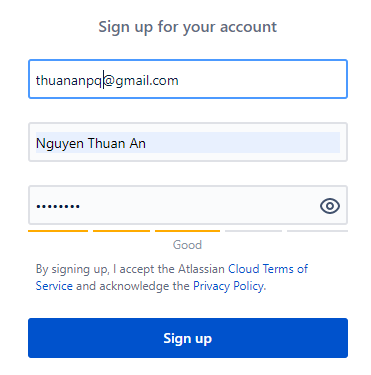 Sign up for your account
thuananpq@gmail.com
Nguyen Thuan An
••••••••
Good
By signing up, I accept the Atlassian Cloud Terms of
Service and acknowledge the Privacy Policy.
Sign up